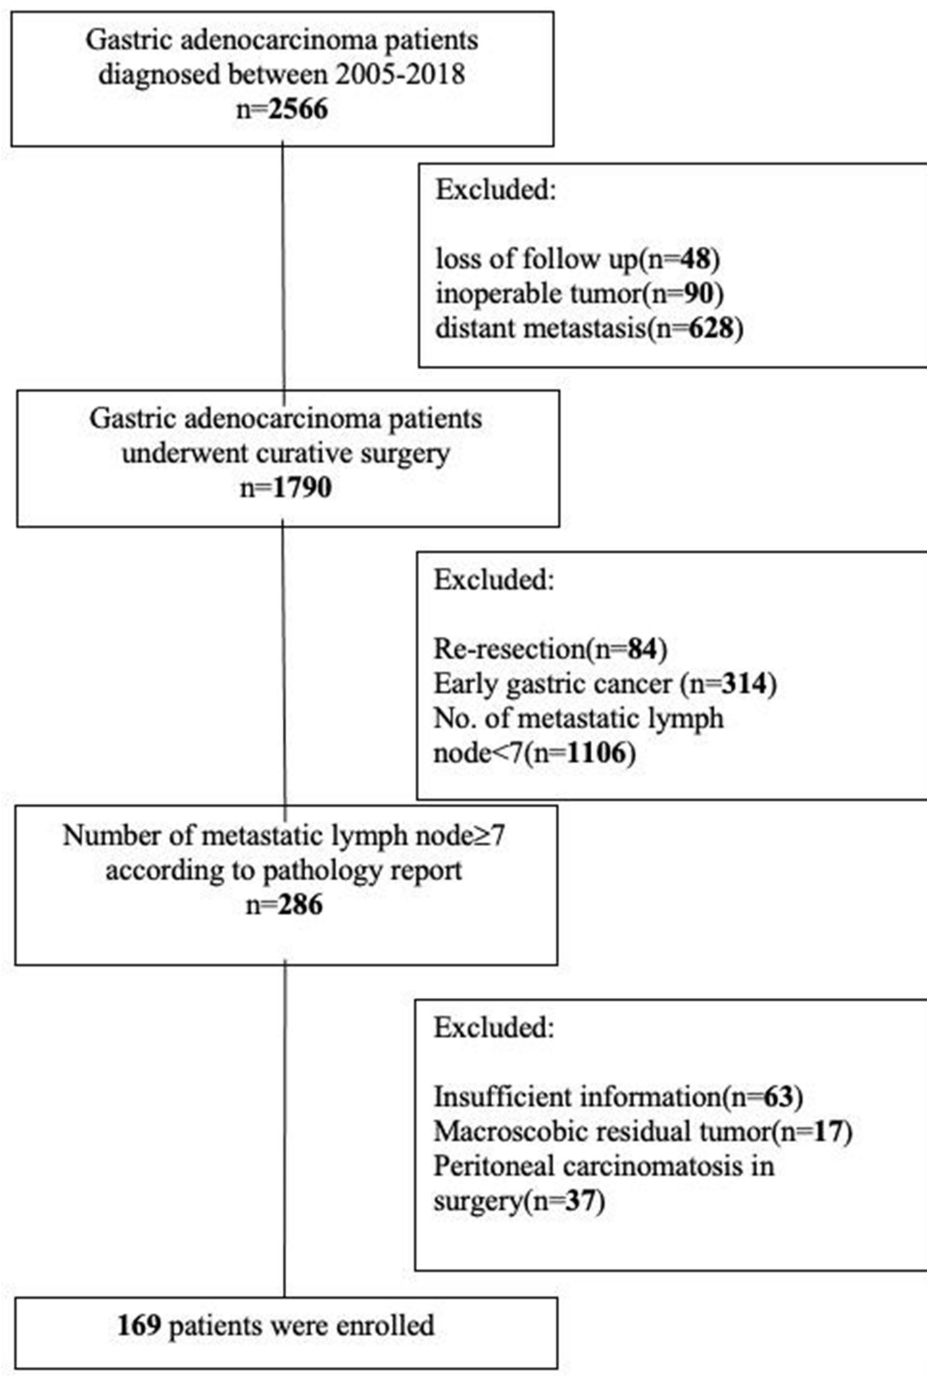 Gastric adenocarcinoma patients
diagnosed between 2005-2018
n=2566
Excluded:
loss of follow up(n=48)
inoperable tumor(n=90)
distant metastasis(n=628)
Gastric adenocarcinoma patients
underwent curative surgery
n=1790
Excluded:
Re-resection(n=84)
Early gastric cancer (n=314)
No. of metastatic lymph
node<7(n=1106)
Number of metastatic lymph node≥7
according to pathology report
n=286
Excluded:
Insufficient information(n=63)
Macroscobic residual tumor(n=17)
Peritoneal carcinomatosis in
surgery(n=37)
169 patients were enrolled